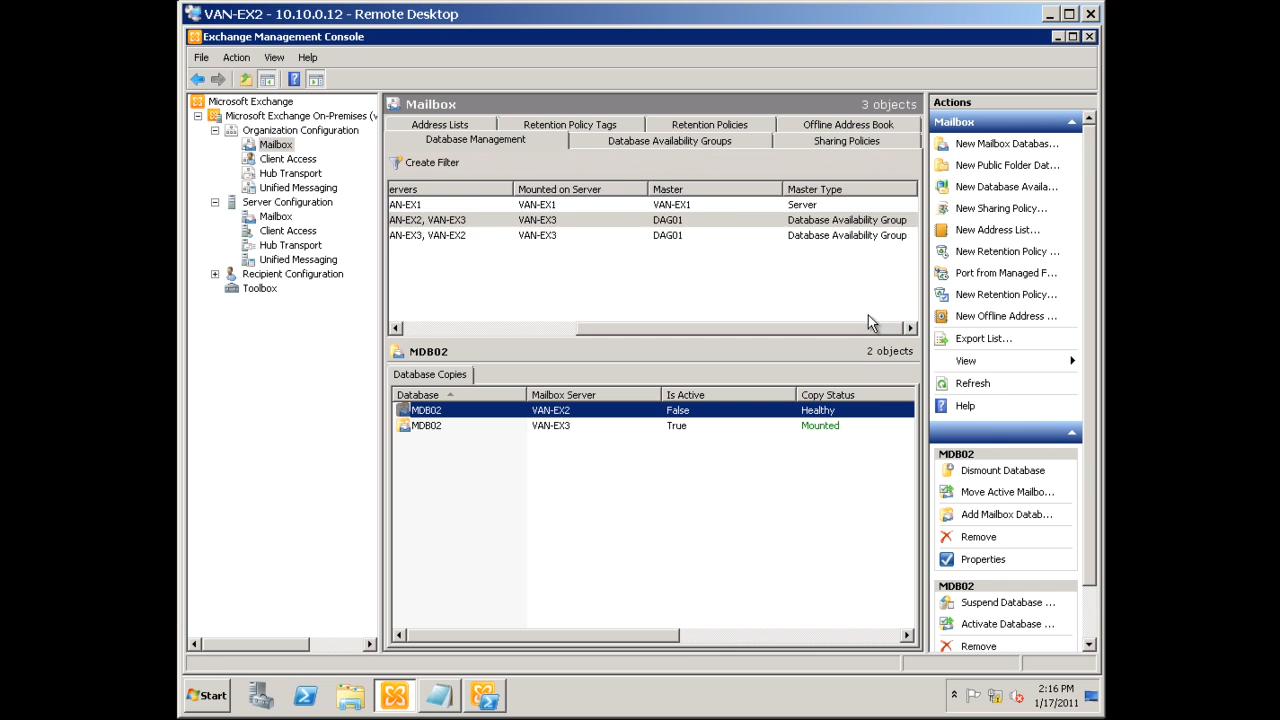 VAN-EX2 - 10.10.0.12 - Remote Desktop
Exchange Management Console
File Action View Help
Microsoft Exchange
Microsoft Exchange On-Premises (v
Organization Configuration
Mailbox
Client Access
Hub Transport
Unified Messaging
Server Configuration
Mailbox
Client Access
Hub Transport
Unified Messaging
Recipient Configuration
Toolbox
Mailbox 3 objects
Address Lists Retention Policy Tags Retention Policies Offline Address Book
Database Management Database Availability Groups Sharing Policies
Create Filter
ervers Mounted on Server Master Master Type
AN-EX1 VAN-EX1 VAN-EX1 Server
AN-EX2, VAN-EX3 VAN-EX3 DAG01 Database Availability Group
AN-EX3, VAN-EX2 VAN-EX3 DAG01 Database Availability Group
MDB02 2 objects
Database Copies
Database Mailbox Server Is Active Copy Status
MDB02 VAN-EX2 False Healthy
MDB02 VAN-EX3 True Mounted
Actions
Mailbox
New Mailbox Databas...
New Public Folder Dat...
New Database Availa...
New Sharing Policy...
New Address List...
New Retention Policy ...
Port from Managed F...
New Retention Policy...
New Offline Address ...
Export List...
View
Refresh
Help
MDB02
Dismount Database
Move Active Mailbo...
Add Mailbox Datab...
Remove
Properties
MDB02
Suspend Database ...
Activate Database ...
Remove
Start
2:16 PM
1/17/2011